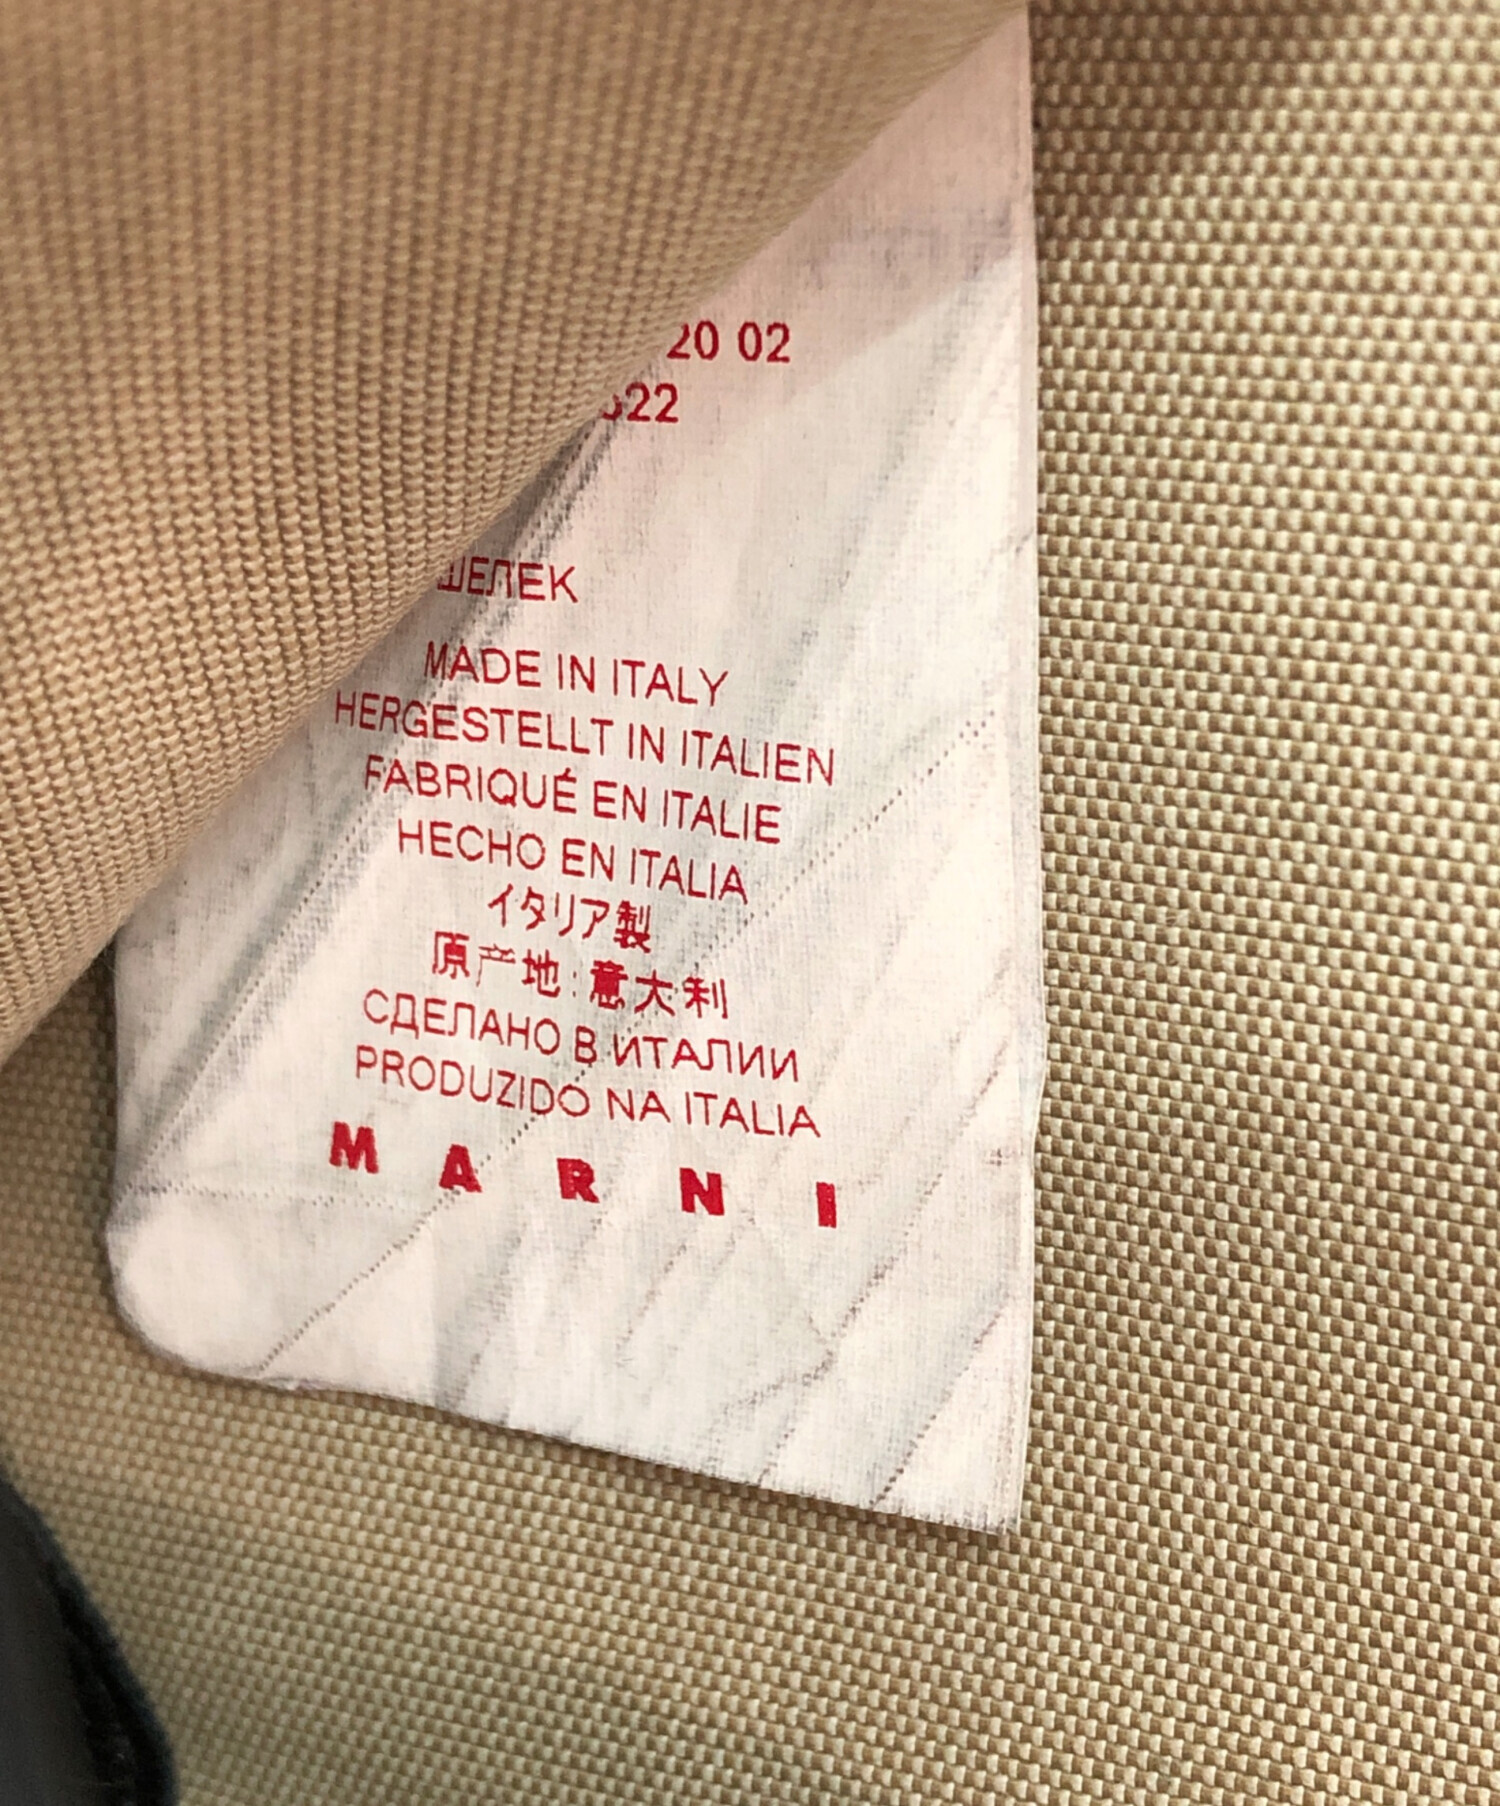 20 02
22
ШЕЛЕК
MADE IN ITALY
HERGESTELLT IN ITALIEN
FABRIQUÉ EN ITALIE
HECHO EN ITALIA
イタリア製
原产地:意大利
СДЕЛАНО В ИТАЛИИ
PRODUZIDO NA ITALIA
MARNI